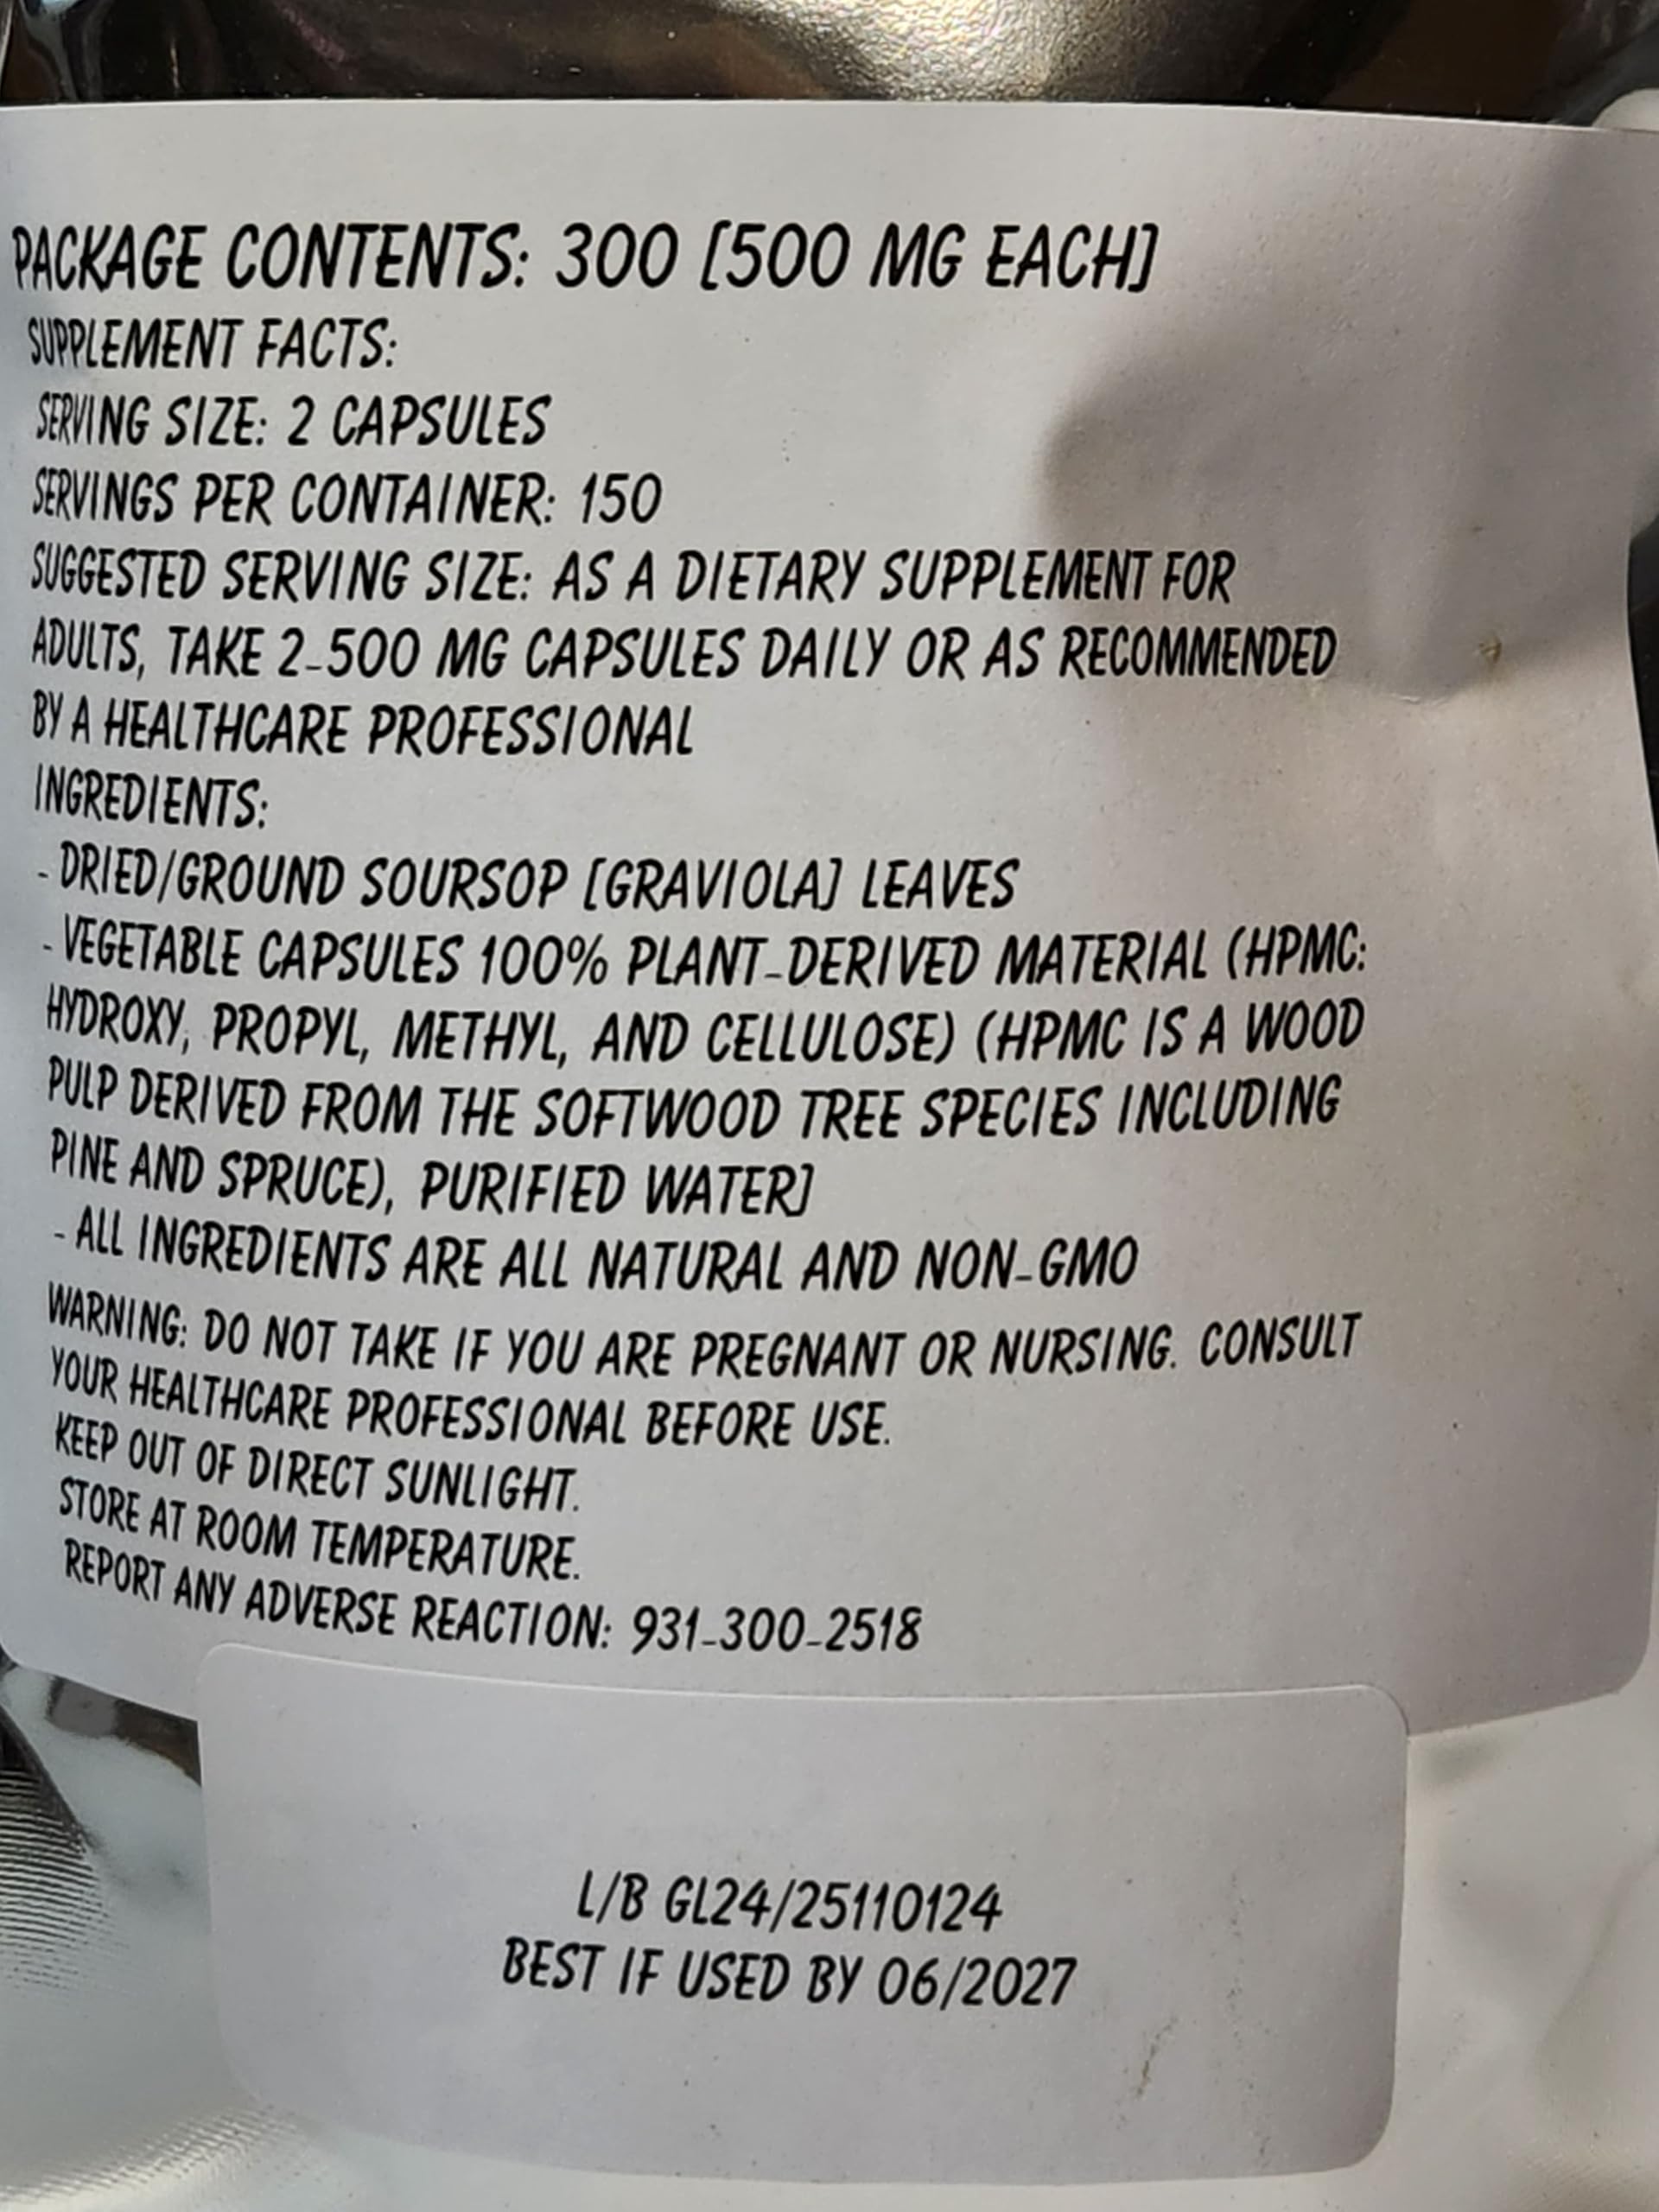 PACKAGE CONTENTS: 300 [500 MG EACH]
SUPPLEMENT FACTS:
SERVING SIZE: 2 CAPSULES
SERVINGS PER CONTAINER: 150
SUGGESTED SERVING SIZE: AS A DIETARY SUPPLEMENT FOR
ADULTS, TAKE 2-500 MG CAPSULES DAILY OR AS RECOMMENDED
BY A HEALTHCARE PROFESSIONAL
INGREDIENTS:
- DRIED/GROUND SOURSOP [GRAVIOLA] LEAVES
- VEGETABLE CAPSULES 100% PLANT-DERIVED MATERIAL (HPMC:
HYDROXY, PROPYL, METHYL, AND CELLULOSE) (HPMC IS A WOOD
PULP DERIVED FROM THE SOFTWOOD TREE SPECIES INCLUDING
PINE AND SPRUCE), PURIFIED WATER]
- ALL INGREDIENTS ARE ALL NATURAL AND NON-GMO
WARNING: DO NOT TAKE IF YOU ARE PREGNANT OR NURSING. CONSULT
YOUR HEALTHCARE PROFESSIONAL BEFORE USE.
KEEP OUT OF DIRECT SUNLIGHT.
STORE AT ROOM TEMPERATURE.
REPORT ANY ADVERSE REACTION: 931-300-2518
L/B GL24/25110124
BEST IF USED BY 06/2027